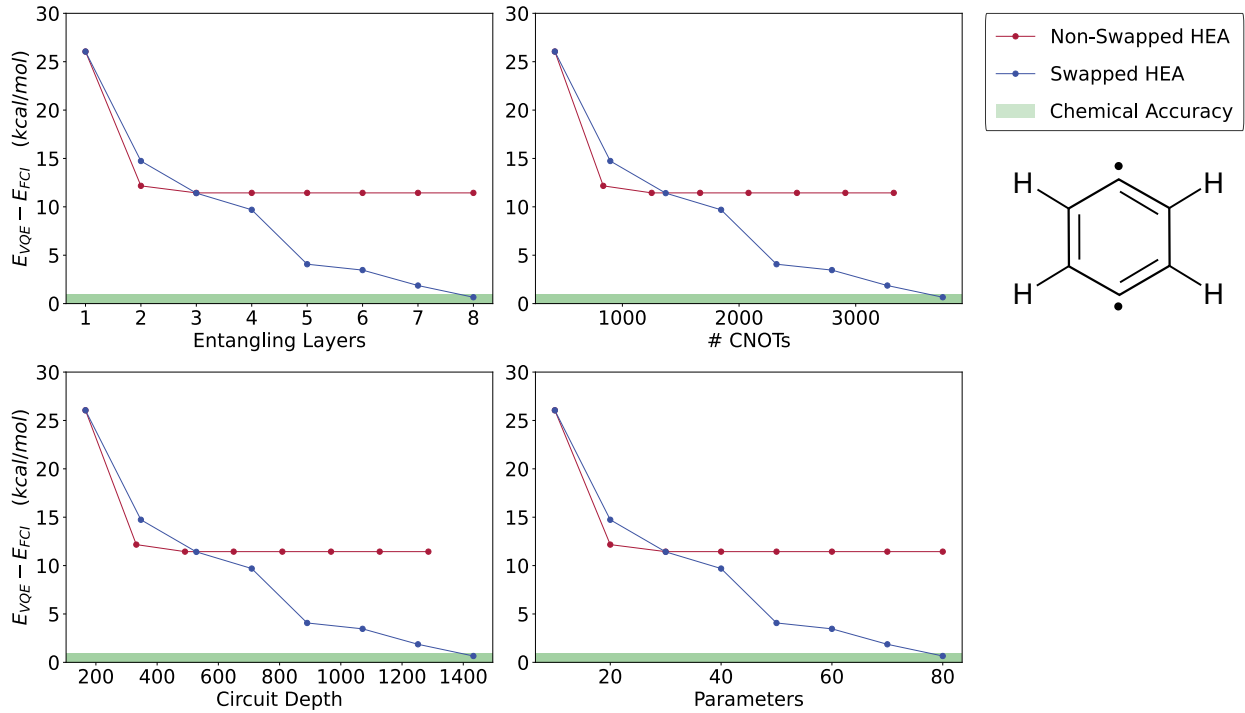 30
25
20
15
10
5
0
E_VQE − E_FCI (kcal/mol)
1 2 3 4 5 6 7 8
Entangling Layers
30
25
20
15
10
5
0
1000 2000 3000
# CNOTs
Non-Swapped HEA
Swapped HEA
Chemical Accuracy
H H
H H
30
25
20
15
10
5
0
E_VQE − E_FCI (kcal/mol)
200 400 600 800 1000 1200 1400
Circuit Depth
30
25
20
15
10
5
0
20 40 60 80
Parameters